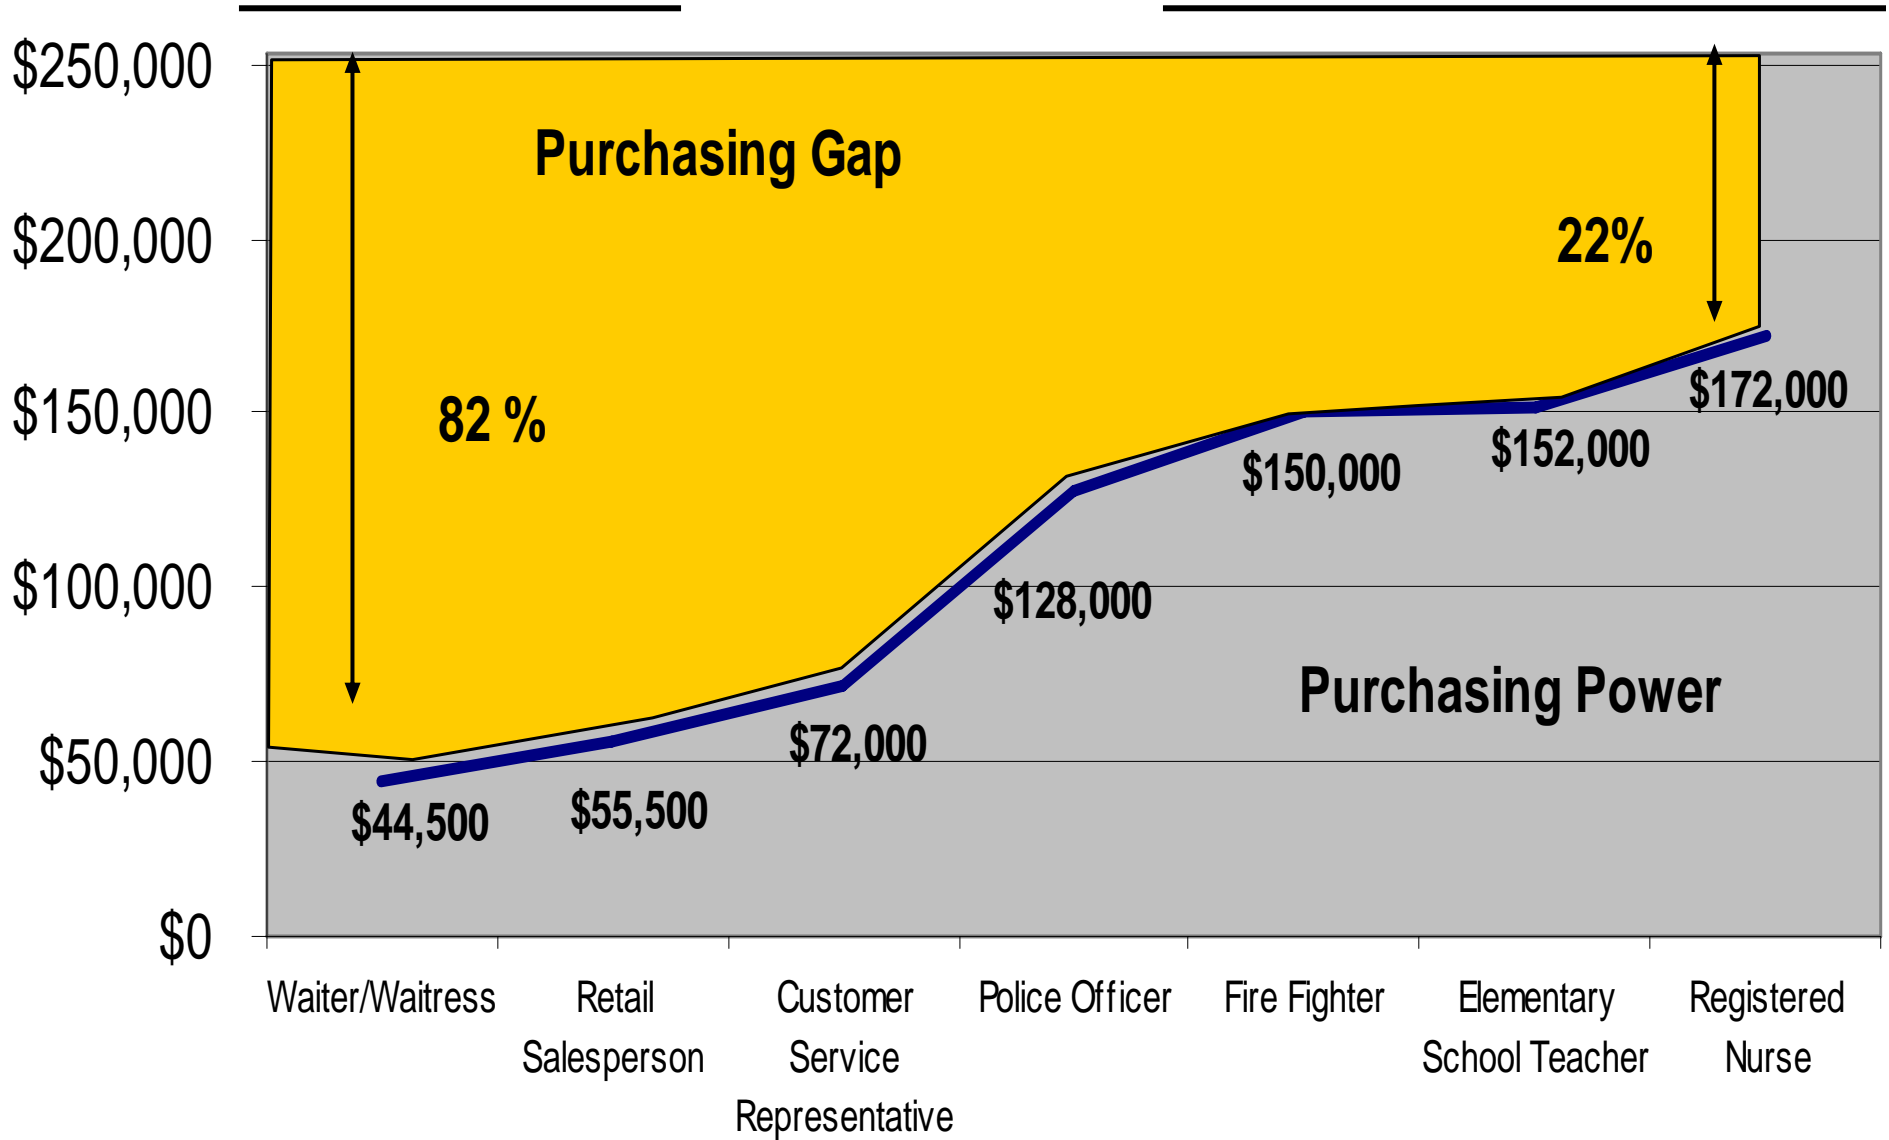 $250,000
Purchasing Gap
$200,000
22%
$150,000
82 %
$172,000
$152,000
$150,000
$100,000
$128,000
Purchasing Power
$50,000
$72,000
$55,500
$44,500
$0
Waiter/Waitress
Retail
Salesperson
Customer
Service
Representative
Police Officer
Fire Fighter
Elementary
School Teacher
Registered
Nurse